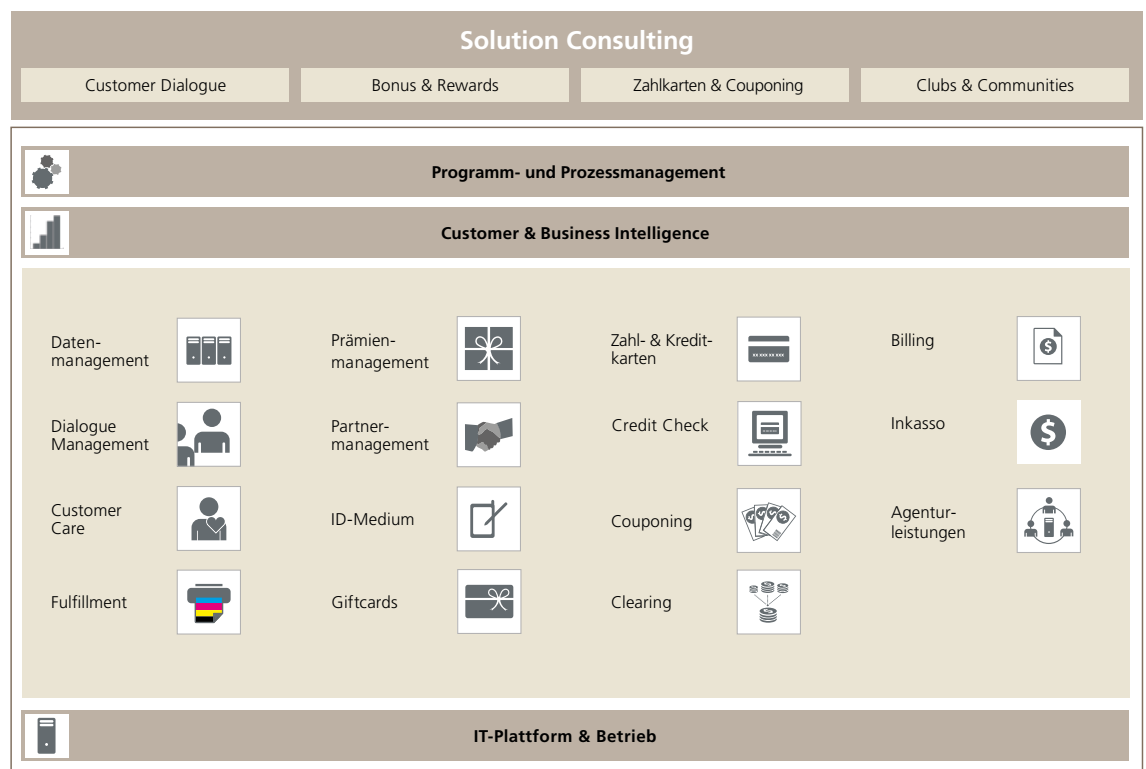 Solution Consulting
Customer Dialogue
Bonus & Rewards
Zahlkarten & Couponing
Clubs & Communities
Programm- und Prozessmanagement
Customer & Business Intelligence
Daten-
management
Prämien-
management
Zahl- & Kredit-
karten
Billing
Dialogue
Management
Partner-
management
Credit Check
Inkasso
Customer
Care
ID-Medium
Couponing
Agentur-
leistungen
Fulfillment
Giftcards
Clearing
IT-Plattform & Betrieb